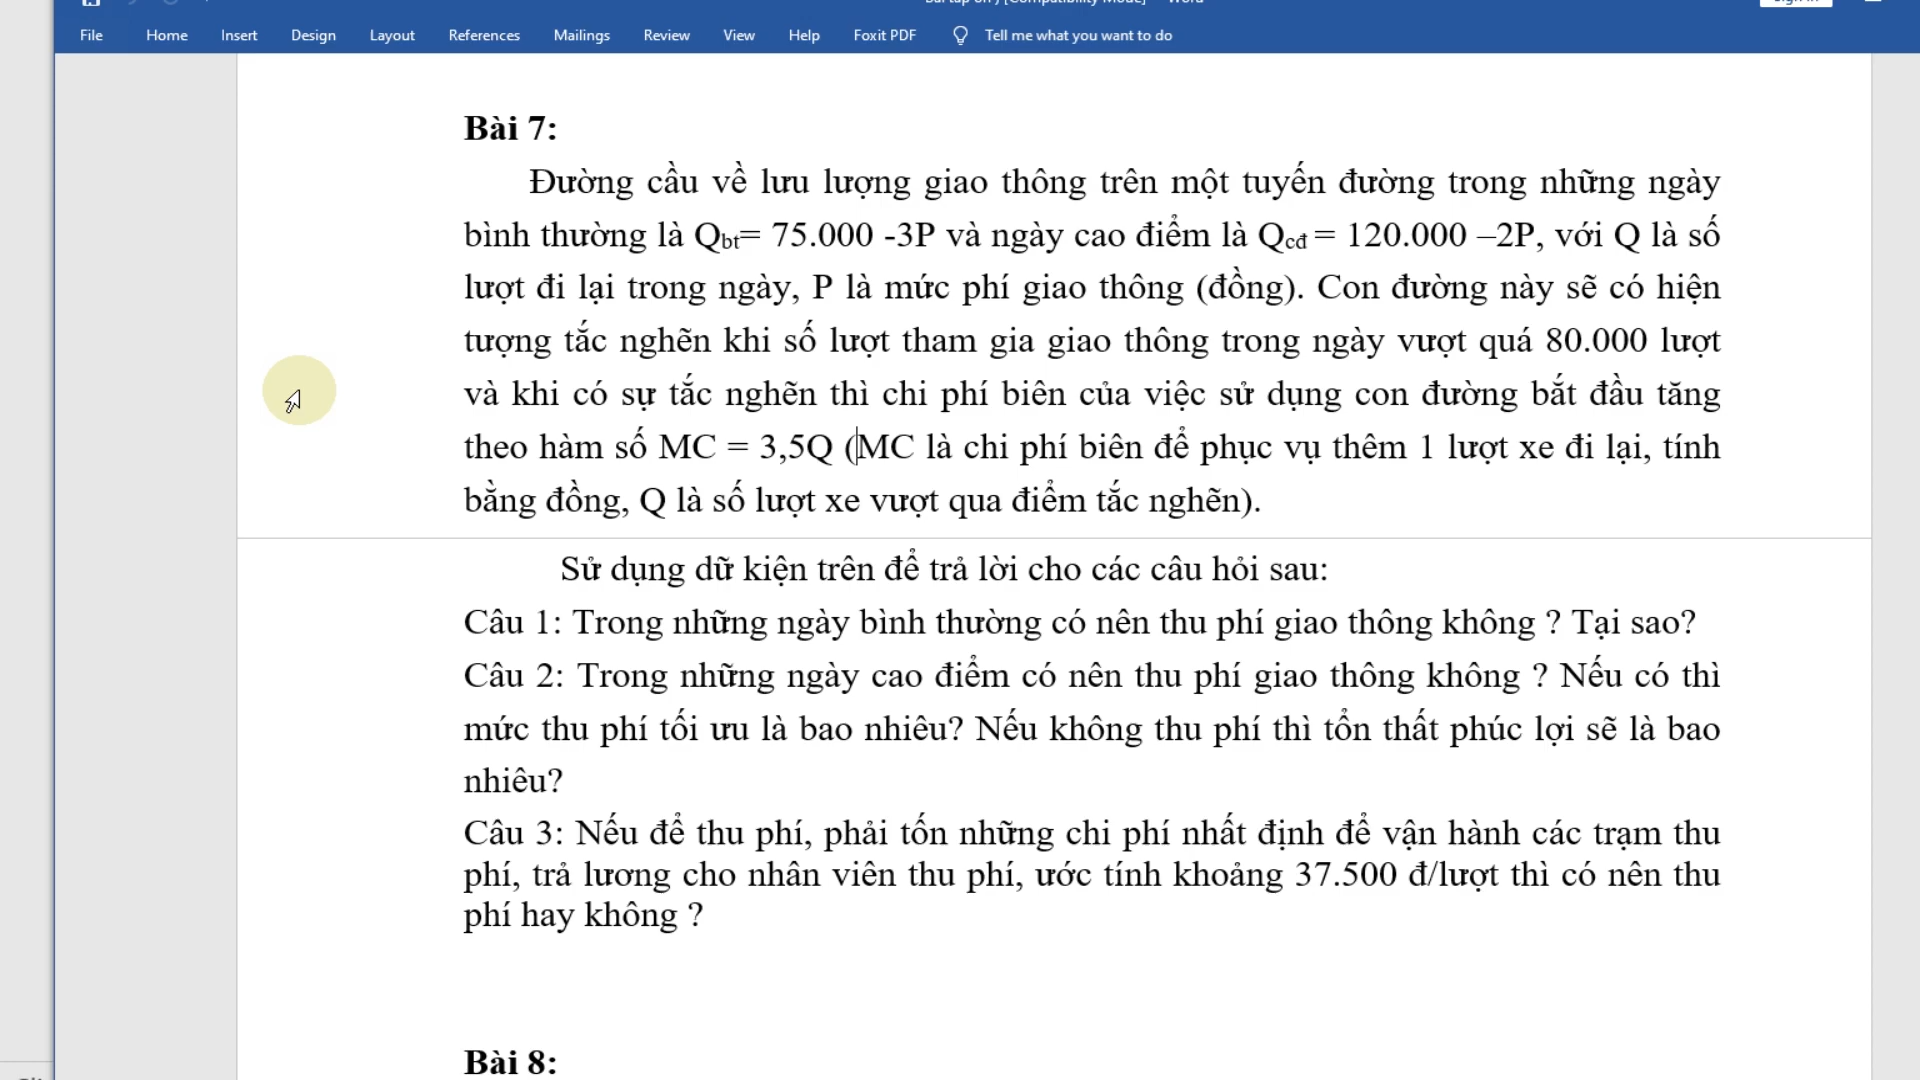 File Home Insert Design Layout References Mailings Review View Help Foxit PDF Tell me what you want to do
Bài 7:
Đường cầu về lưu lượng giao thông trên một tuyến đường trong những ngày
bình thường là Qbt= 75.000 -3P và ngày cao điểm là Qcđ = 120.000 –2P, với Q là số
lượt đi lại trong ngày, P là mức phí giao thông (đồng). Con đường này sẽ có hiện
tượng tắc nghẽn khi số lượt tham gia giao thông trong ngày vượt quá 80.000 lượt
và khi có sự tắc nghẽn thì chi phí biên của việc sử dụng con đường bắt đầu tăng
theo hàm số MC = 3,5Q (MC là chi phí biên để phục vụ thêm 1 lượt xe đi lại, tính
bằng đồng, Q là số lượt xe vượt qua điểm tắc nghẽn).
Sử dụng dữ kiện trên để trả lời cho các câu hỏi sau:
Câu 1: Trong những ngày bình thường có nên thu phí giao thông không ? Tại sao?
Câu 2: Trong những ngày cao điểm có nên thu phí giao thông không ? Nếu có thì
mức thu phí tối ưu là bao nhiêu? Nếu không thu phí thì tổn thất phúc lợi sẽ là bao
nhiêu?
Câu 3: Nếu để thu phí, phải tốn những chi phí nhất định để vận hành các trạm thu
phí, trả lương cho nhân viên thu phí, ước tính khoảng 37.500 đ/lượt thì có nên thu
phí hay không ?
Bài 8: